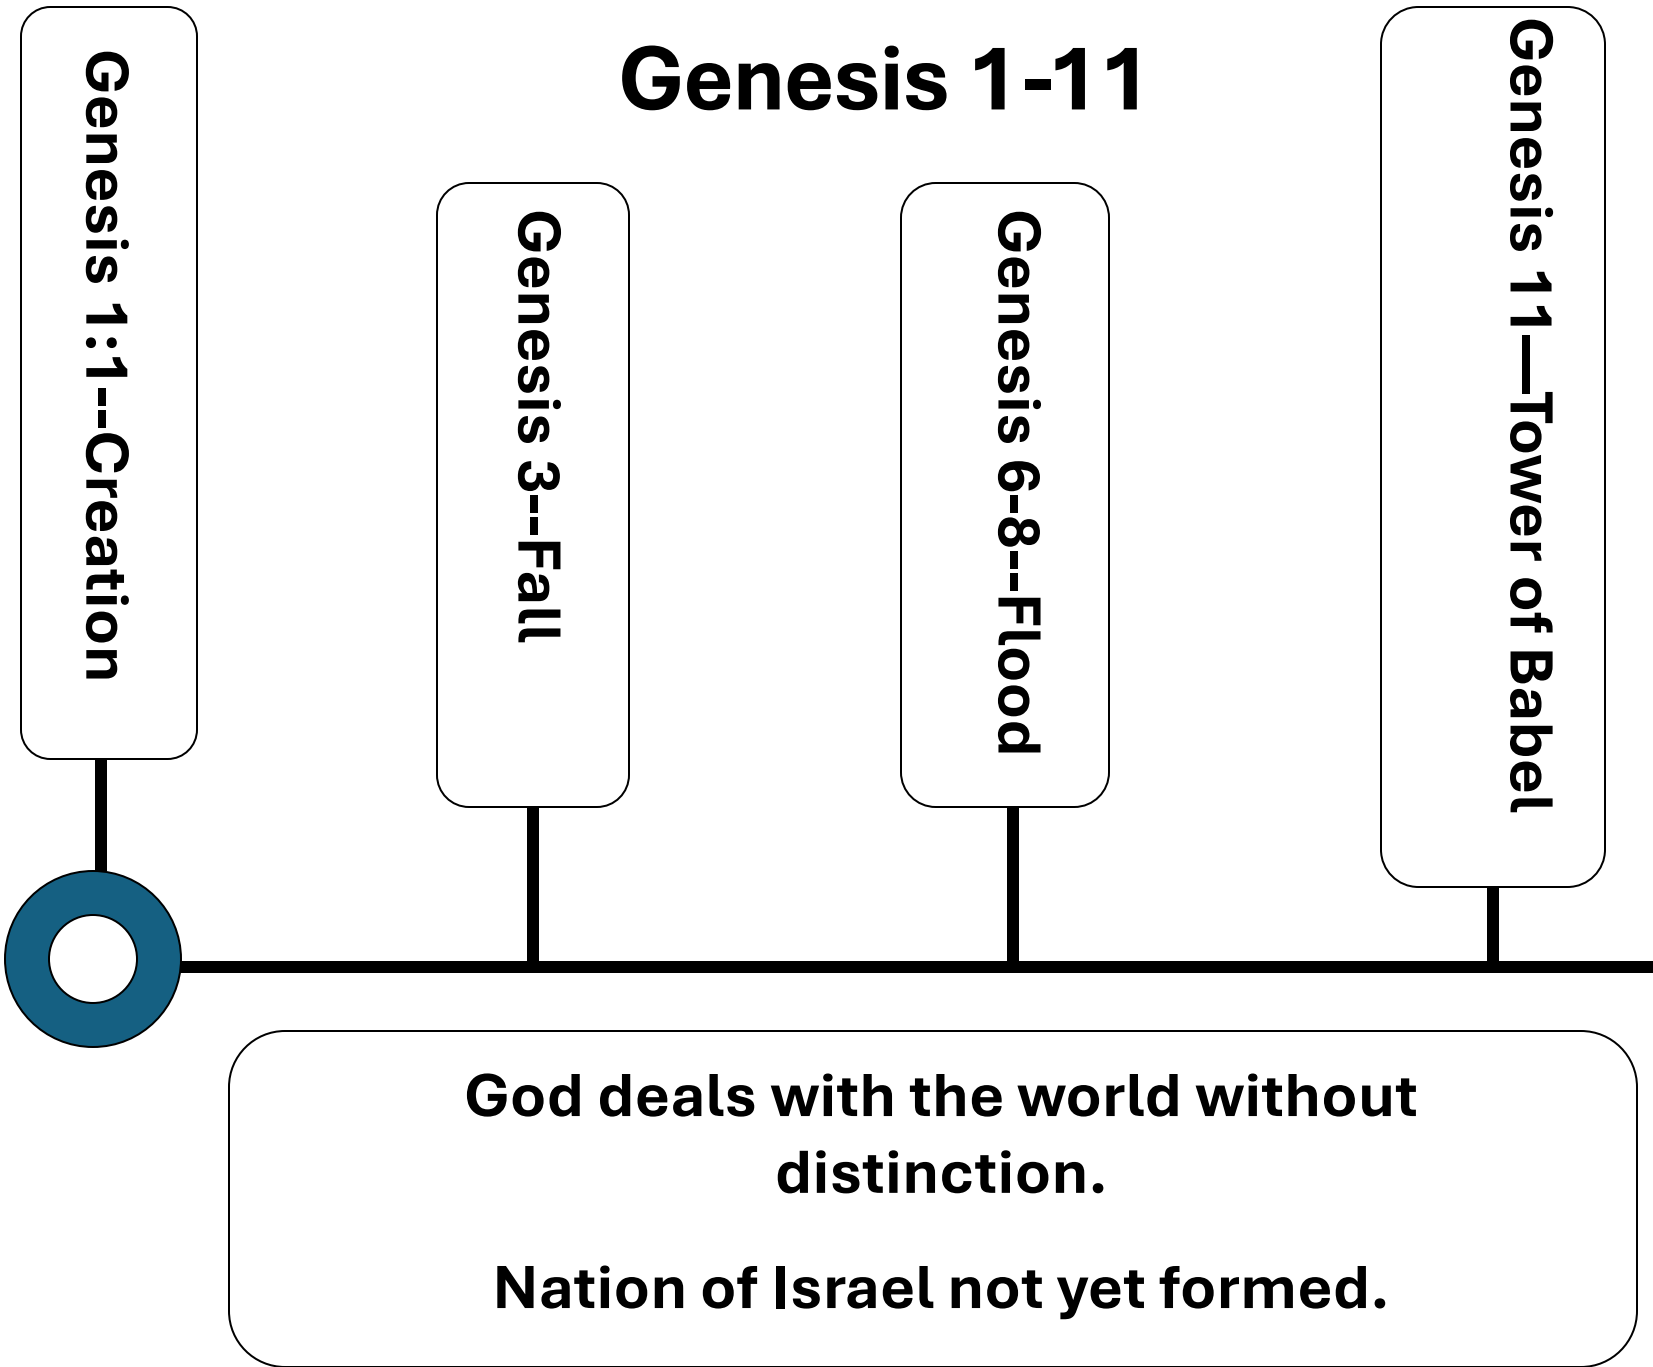 Genesis 1-11
Genesis 1:1--Creation
Genesis 3--Fall
Genesis 6-8--Flood
Genesis 11—Tower of Babel
God deals with the world without
distinction.
Nation of Israel not yet formed.